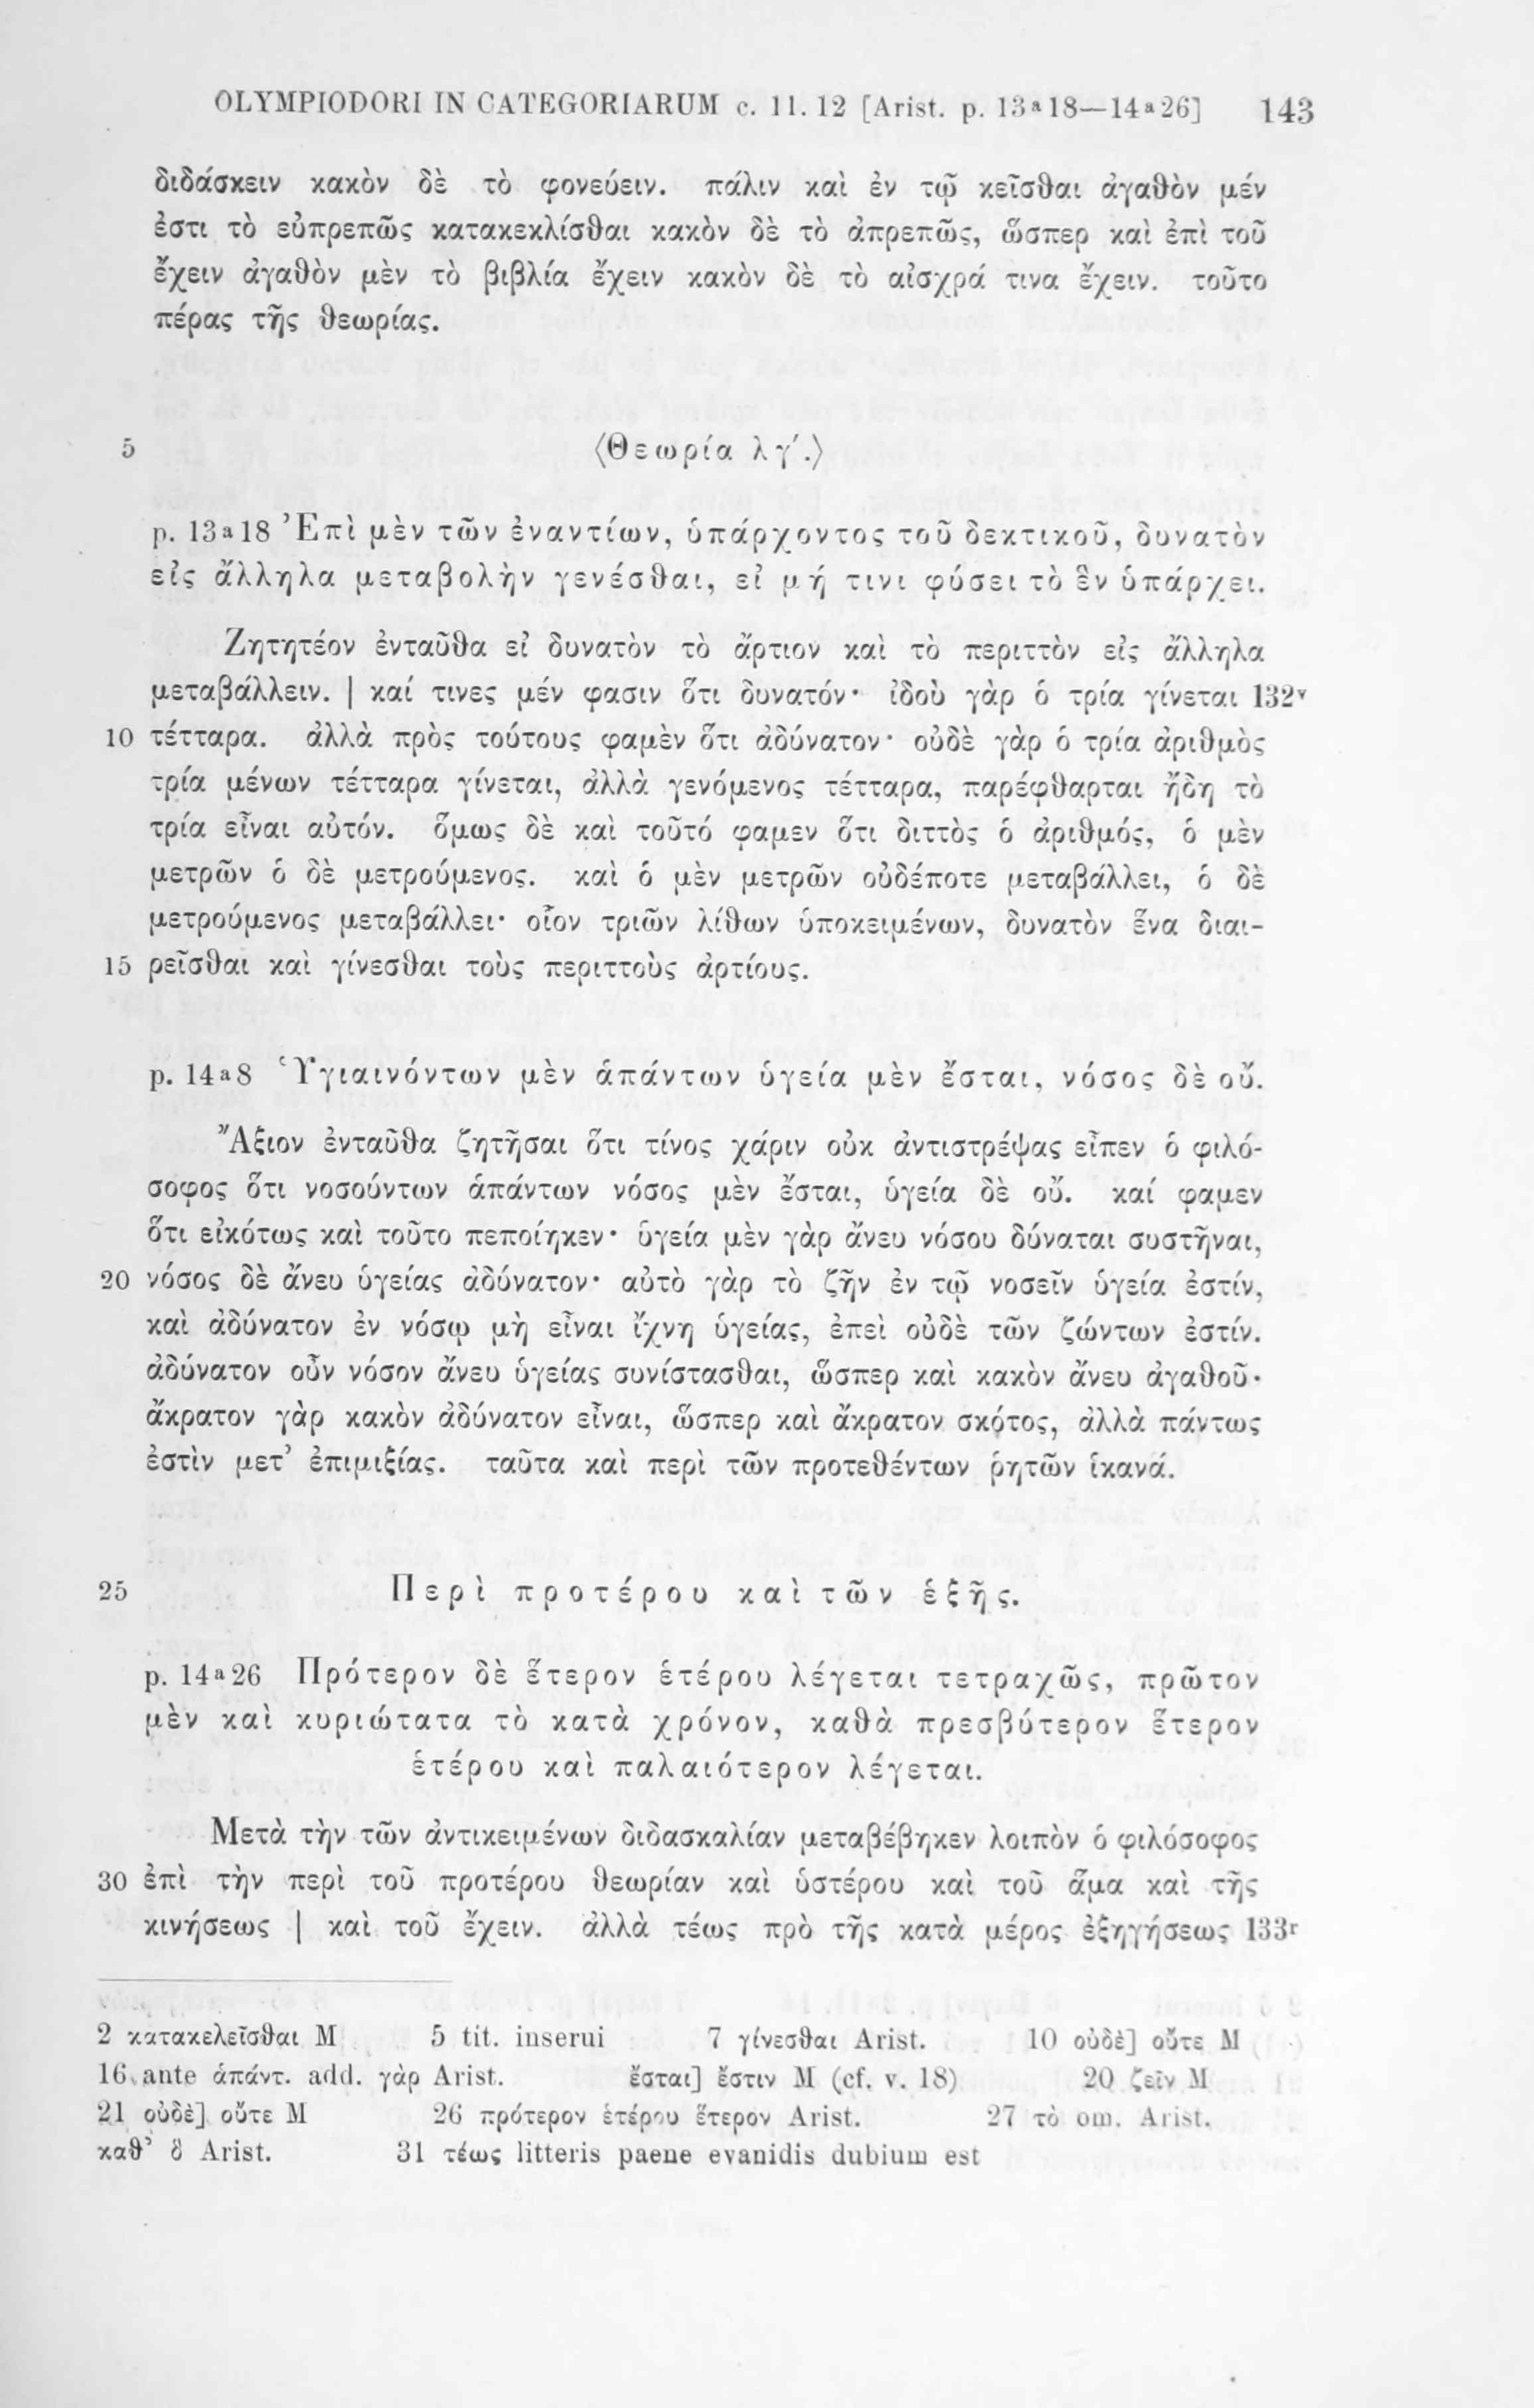 OLYMPIODORI IN CATEGORIARUM c. 11. 12 [Arist. p. 13ª18—14ª26] 143
διδάσκειν κακὸν δὲ τὸ φονεύειν. πάλιν καὶ ἐν τῷ κεῖσθαι ἀγαθὸν μέν
ἐστι τὸ εὐπρεπῶς κατακεκλίσθαι κακὸν δὲ τὸ ἀπρεπῶς, ὥσπερ καὶ ἐπὶ τοῦ
ἔχειν ἀγαθὸν μὲν τὸ βιβλία ἔχειν κακὸν δὲ τὸ αἰσχρά τινα ἔχειν. τοῦτο
πέρας τῆς θεωρίας.
5 〈Θεωρία λγ′.〉
p. 13ª18 Ἐπὶ μὲν τῶν ἐναντίων, ὑπάρχοντος τοῦ δεκτικοῦ, δυνατὸν
εἰς ἄλληλα μεταβολὴν γενέσθαι, εἰ μή τινι φύσει τὸ ἓν ὑπάρχει.
Ζητητέον ἐνταῦθα εἰ δυνατὸν τὸ ἄρτιον καὶ τὸ περιττὸν εἰς ἄλληλα
μεταβάλλειν. | καί τινες μέν φασιν ὅτι δυνατόν· ἰδοὺ γὰρ ὁ τρία γίνεται 132ᵛ
10 τέτταρα. ἀλλὰ πρὸς τούτους φαμὲν ὅτι ἀδύνατον· οὐδὲ γὰρ ὁ τρία ἀριθμὸς
τρία μένων τέτταρα γίνεται, ἀλλὰ γενόμενος τέτταρα, παρέφθαρται ἤδη τὸ
τρία εἶναι αὐτόν. ὅμως δὲ καὶ τοῦτό φαμεν ὅτι διττὸς ὁ ἀριθμός, ὁ μὲν
μετρῶν ὁ δὲ μετρούμενος. καὶ ὁ μὲν μετρῶν οὐδέποτε μεταβάλλει, ὁ δὲ
μετρούμενος μεταβάλλει· οἷον τριῶν λίθων ὑποκειμένων, δυνατὸν ἕνα διαι-
15 ρεῖσθαι καὶ γίνεσθαι τοὺς περιττοὺς ἀρτίους.
p. 14ª8 Ὑγιαινόντων μὲν ἁπάντων ὑγεία μὲν ἔσται, νόσος δὲ οὔ.
Ἄξιον ἐνταῦθα ζητῆσαι ὅτι τίνος χάριν οὐκ ἀντιστρέψας εἶπεν ὁ φιλό-
σοφος ὅτι νοσούντων ἁπάντων νόσος μὲν ἔσται, ὑγεία δὲ οὔ. καί φαμεν
ὅτι εἰκότως καὶ τοῦτο πεποίηκεν· ὑγεία μὲν γὰρ ἄνευ νόσου δύναται συστῆναι,
20 νόσος δὲ ἄνευ ὑγείας ἀδύνατον· αὐτὸ γὰρ τὸ ζῆν ἐν τῷ νοσεῖν ὑγεία ἐστίν,
καὶ ἀδύνατον ἐν νόσῳ μὴ εἶναι ἴχνη ὑγείας, ἐπεὶ οὐδὲ τῶν ζώντων ἐστίν.
ἀδύνατον οὖν νόσον ἄνευ ὑγείας συνίστασθαι, ὥσπερ καὶ κακὸν ἄνευ ἀγαθοῦ·
ἄκρατον γὰρ κακὸν ἀδύνατον εἶναι, ὥσπερ καὶ ἄκρατον σκότος, ἀλλὰ πάντως
ἐστὶν μετ’ ἐπιμιξίας. ταῦτα καὶ περὶ τῶν προτεθέντων ῥητῶν ἱκανά.
25 Περὶ προτέρου καὶ τῶν ἑξῆς.
p. 14ª26 Πρότερον δὲ ἕτερον ἑτέρου λέγεται τετραχῶς, πρῶτον
μὲν καὶ κυριώτατα τὸ κατὰ χρόνον, καθὰ πρεσβύτερον ἕτερον
ἑτέρου καὶ παλαιότερον λέγεται.
Μετὰ τὴν τῶν ἀντικειμένων διδασκαλίαν μεταβέβηκεν λοιπὸν ὁ φιλόσοφος
30 ἐπὶ τὴν περὶ τοῦ προτέρου θεωρίαν καὶ ὑστέρου καὶ τοῦ ἅμα καὶ τῆς
κινήσεως | καὶ τοῦ ἔχειν. ἀλλὰ τέως πρὸ τῆς κατὰ μέρος ἐξηγήσεως 133ʳ
2 κατακελεῖσθαι M 5 tit. inserui 7 γίνεσθαι Arist. 10 οὐδὲ] οὔτε M
16 ante ἁπάντ. add. γὰρ Arist. ἔσται] ἔστιν M (cf. v. 18) 20 ζεῖν M
21 οὐδὲ] οὔτε M 26 πρότερον ἑτέρου ἕτερον Arist. 27 τὸ om. Arist.
καθ’ ὃ Arist. 31 τέως litteris paene evanidis dubium est